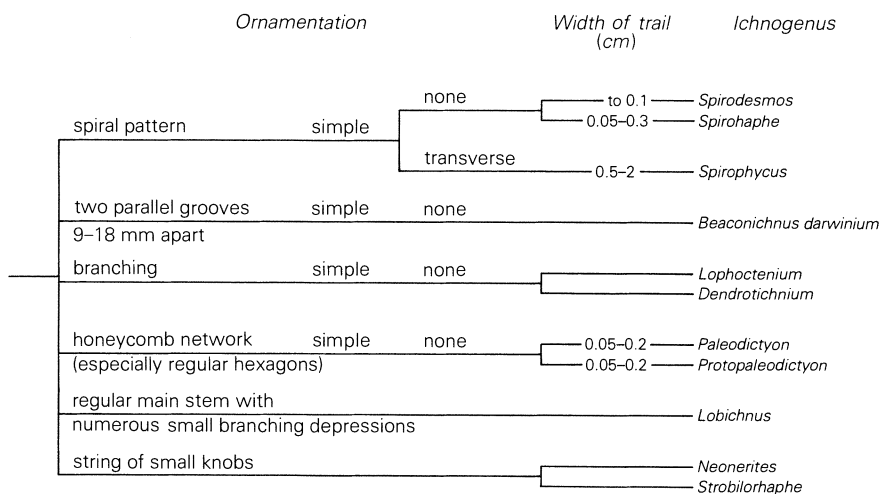 Ornamentation Width of trail Ichnogenus
(cm)
none to 0.1 Spirodesmos
spiral pattern simple 0.05–0.3 Spirohaphe
transverse 0.5–2 Spirophycus
two parallel grooves simple none Beaconichnus darwinium
9–18 mm apart
branching simple none Lophoctenium
Dendrotichnium
honeycomb network simple none 0.05–0.2 Paleodictyon
(especially regular hexagons) 0.05–0.2 Protopaleodictyon
regular main stem with Lobichnus
numerous small branching depressions
string of small knobs Neonerites
Strobilorhaphe